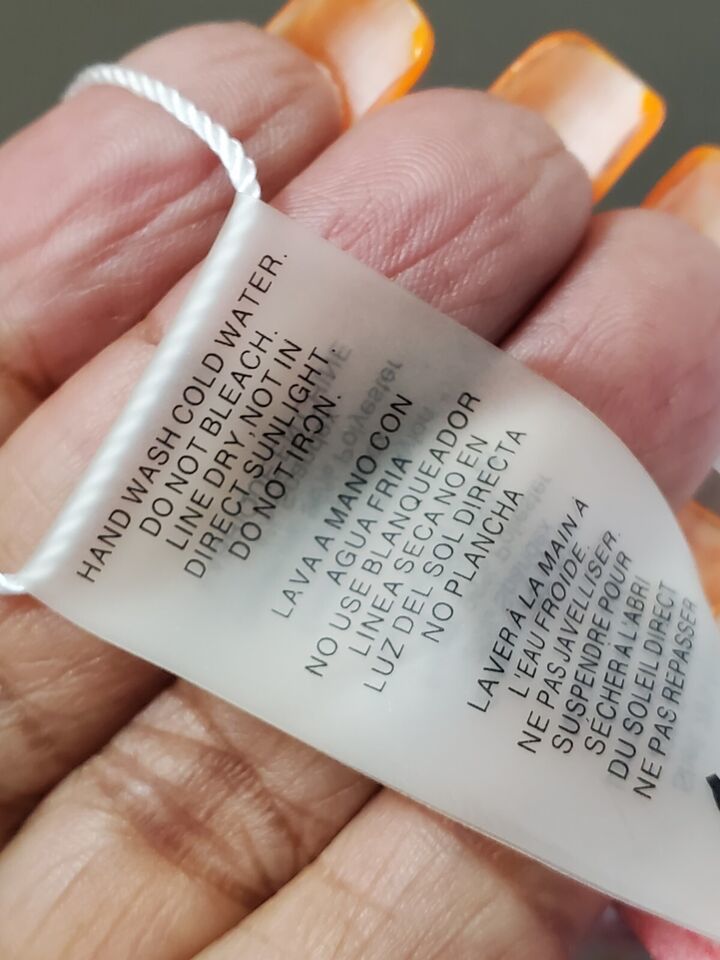 HAND WASH COLD WATER.
DO NOT BLEACH.
LINE DRY, NOT IN
DIRECT SUNLIGHT.
DO NOT IRON.
LAVA A MANO CON
AGUA FRIA
NO USE BLANQUEADOR
LINEA SECA NO EN
LUZ DEL SOL DIRECTA
NO PLANCHA
LAVER À LA MAIN A
L'EAU FROIDE.
NE PAS JAVELLISER.
SUSPENDRE POUR
SÉCHER À L'ABRI
DU SOLEIL DIRECT
NE PAS REPASSER